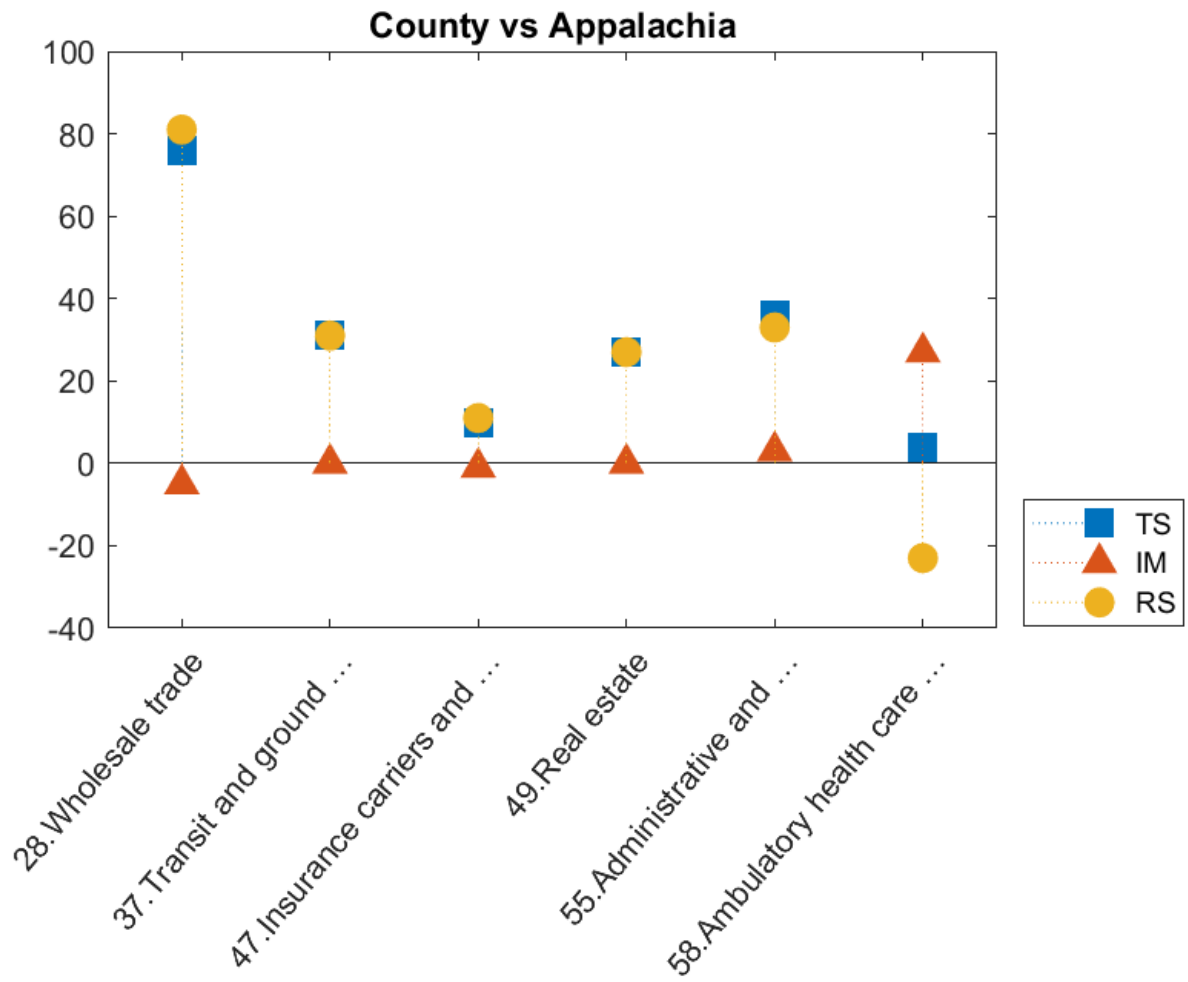 County vs Appalachia
100
80
60
40
20
0
-20
-40
28.Wholesale trade
37.Transit and ground …
47.Insurance carriers and …
49.Real estate
55.Administrative and …
58.Ambulatory health care …
TS
IM
RS